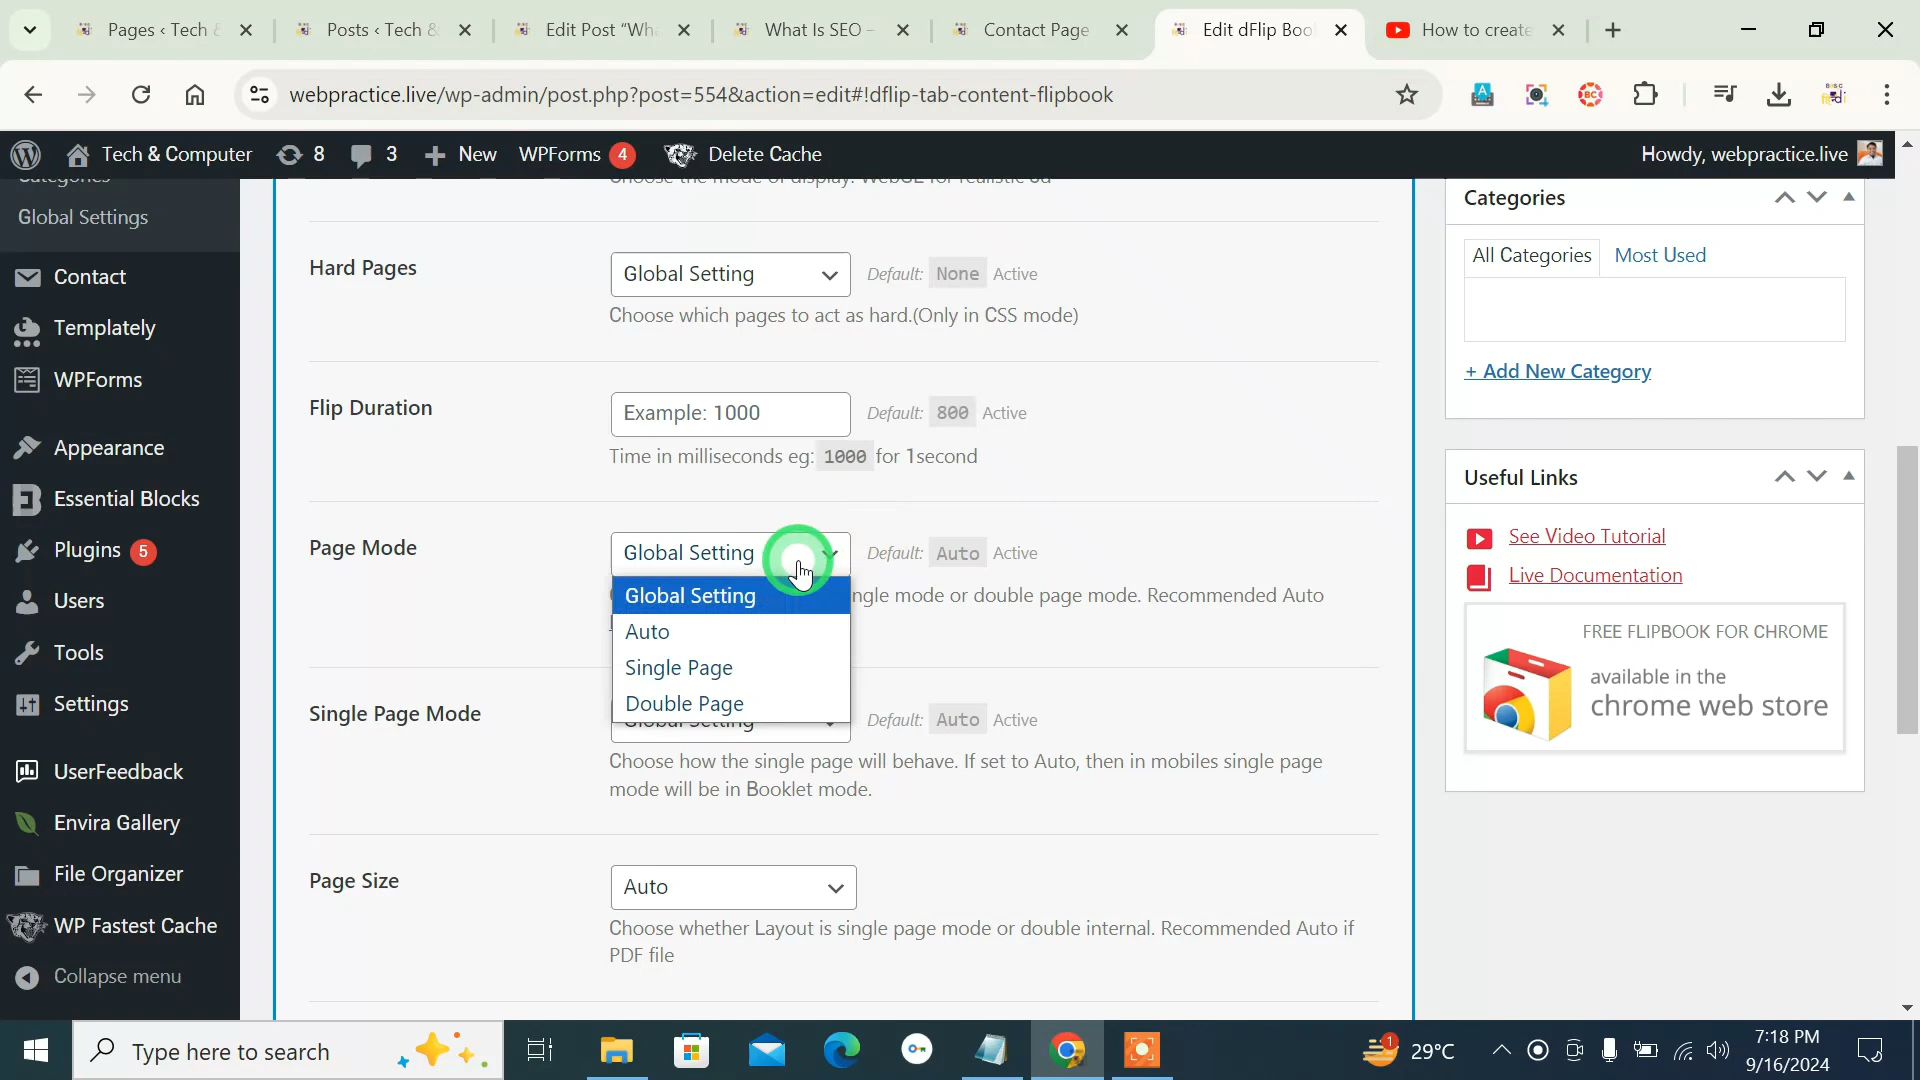 Pages ‹ Tech &
Posts ‹ Tech &
Edit Post “Wh
What Is SEO –
Contact Page
Edit dFlip Boo
How to create
webpractice.live/wp-admin/post.php?post=554&action=edit#!dflip-tab-content-flipbook
Tech & Computer
8
3
New
WPForms 4
Delete Cache
Howdy, webpractice.live
Categories
Global Settings
Contact
Templately
WPForms
Appearance
Essential Blocks
Plugins 5
Users
Tools
Settings
UserFeedback
Envira Gallery
File Organizer
WP Fastest Cache
Collapse menu
Hard Pages
Global Setting
Default: None Active
Choose which pages to act as hard.(Only in CSS mode)
Flip Duration
Example: 1000
Default: 800 Active
Time in milliseconds eg: 1000 for 1second
Page Mode
Global Setting
Default: Auto Active
Global Setting
Auto
Single Page
Double Page
ngle mode or double page mode. Recommended Auto
Single Page Mode
Global Setting
Default: Auto Active
Choose how the single page will behave. If set to Auto, then in mobiles single page
mode will be in Booklet mode.
Page Size
Auto
Choose whether Layout is single page mode or double internal. Recommended Auto if
PDF file
Categories
All Categories
Most Used
+ Add New Category
Useful Links
See Video Tutorial
Live Documentation
FREE FLIPBOOK FOR CHROME
available in the
chrome web store
Type here to search
1
29°C
7:18 PM
9/16/2024